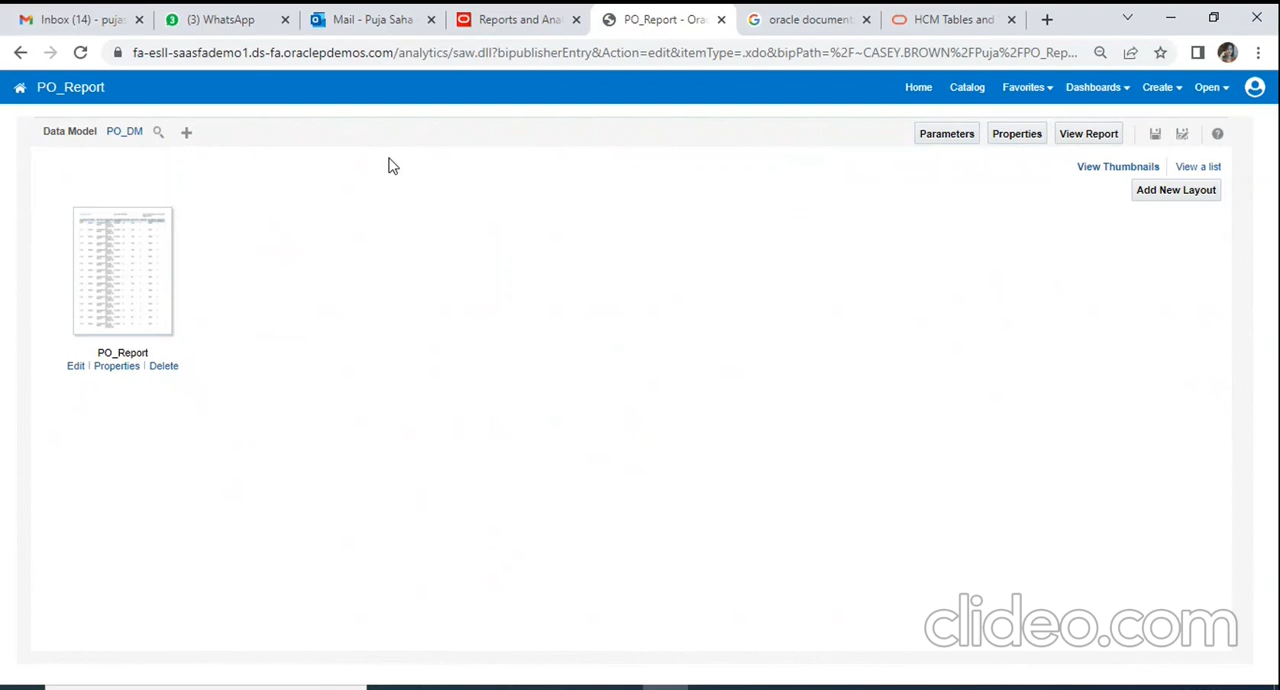 Inbox (14) - pujas
(3) WhatsApp
Mail - Puja Saha
Reports and Anal
PO_Report - Orac
oracle document
HCM Tables and
fa-esll-saasfademo1.ds-fa.oraclepdemos.com/analytics/saw.dll?bipublisherEntry&Action=edit&itemType=.xdo&bipPath=%2F~CASEY.BROWN%2FPuja%2FPO_Rep...
PO_Report
Home Catalog Favorites Dashboards Create Open
Data Model PO_DM
Parameters Properties View Report
View Thumbnails View a list
Add New Layout
PO_Report
Edit | Properties | Delete
clideo.com